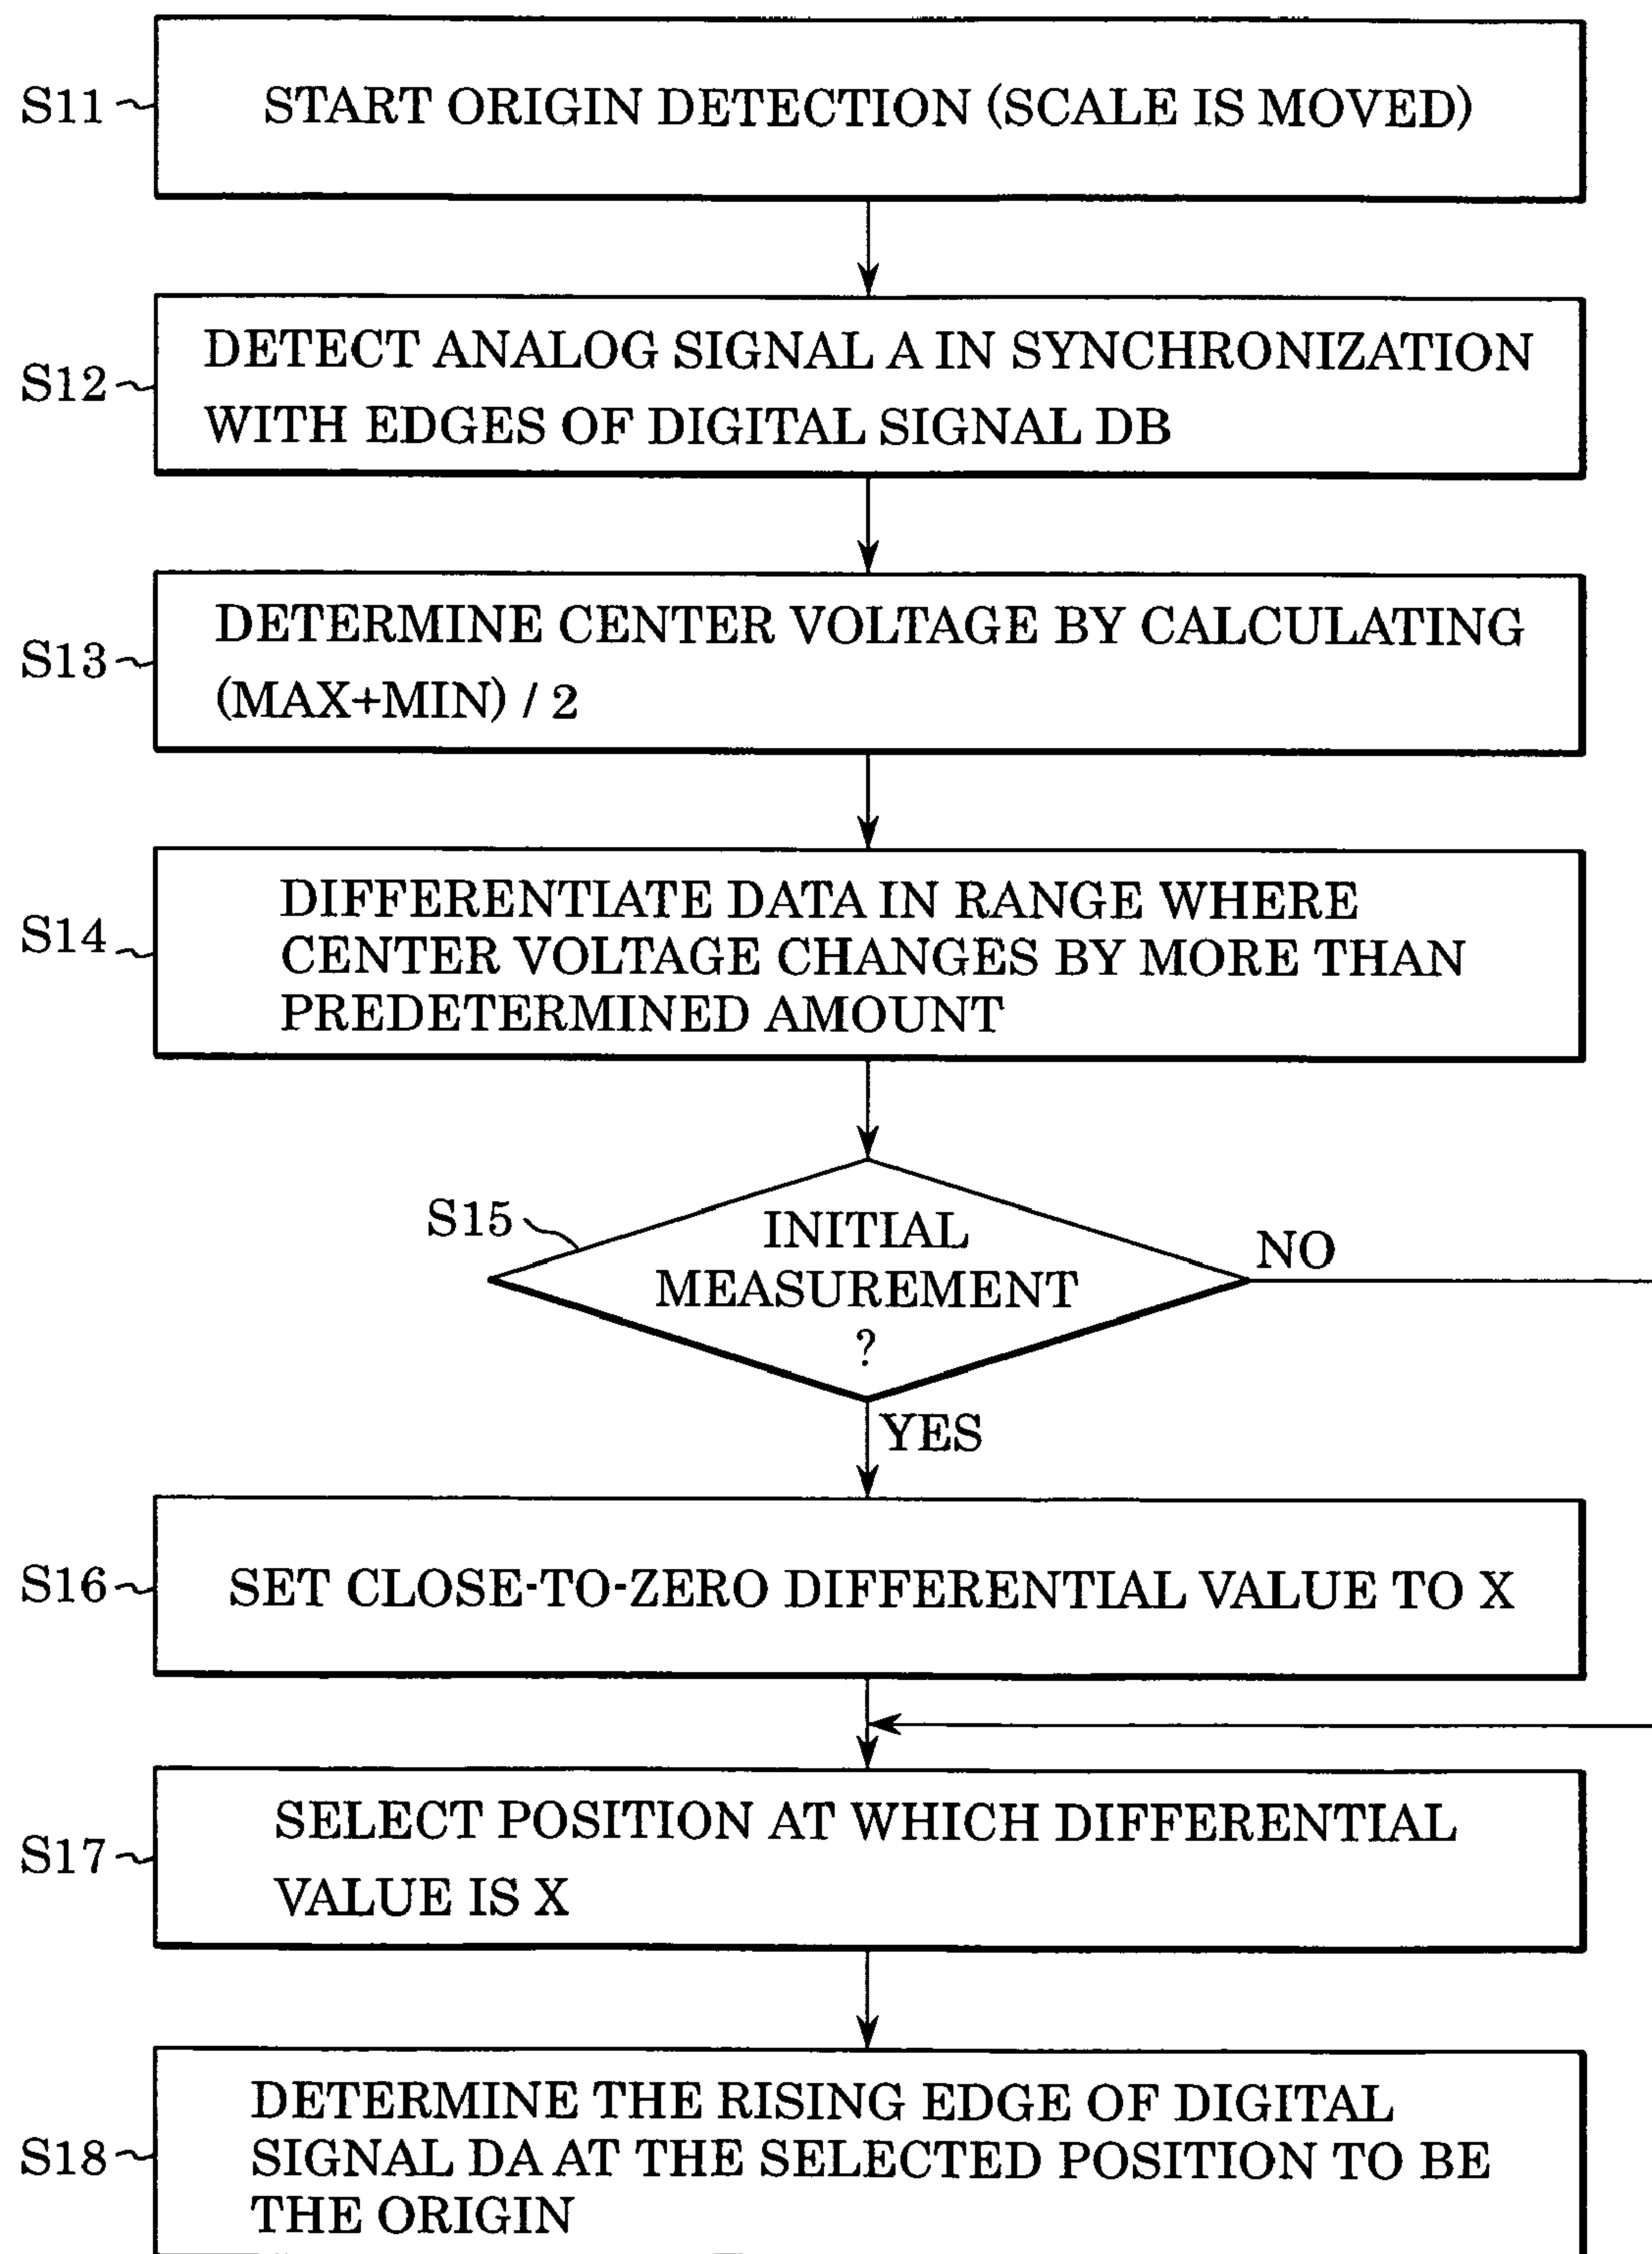 S11
START ORIGIN DETECTION (SCALE IS MOVED)
S12
DETECT ANALOG SIGNAL A IN SYNCHRONIZATION
WITH EDGES OF DIGITAL SIGNAL DB
S13
DETERMINE CENTER VOLTAGE BY CALCULATING
(MAX+MIN) / 2
S14
DIFFERENTIATE DATA IN RANGE WHERE
CENTER VOLTAGE CHANGES BY MORE THAN
PREDETERMINED AMOUNT
S15
INITIAL
MEASUREMENT
?
NO
YES
S16
SET CLOSE-TO-ZERO DIFFERENTIAL VALUE TO X
S17
SELECT POSITION AT WHICH DIFFERENTIAL
VALUE IS X
S18
DETERMINE THE RISING EDGE OF DIGITAL
SIGNAL DA AT THE SELECTED POSITION TO BE
THE ORIGIN